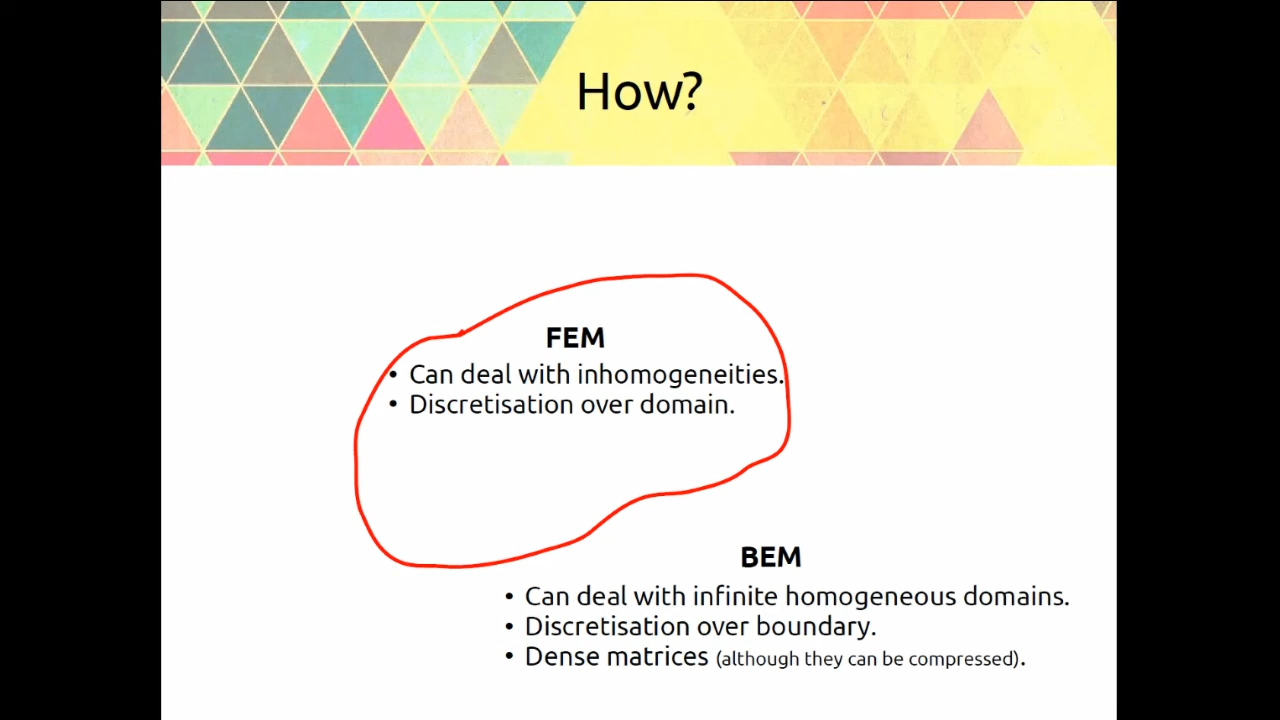 How?
FEM
• Can deal with inhomogeneities.
• Discretisation over domain.
BEM
• Can deal with infinite homogeneous domains.
• Discretisation over boundary.
• Dense matrices (although they can be compressed).